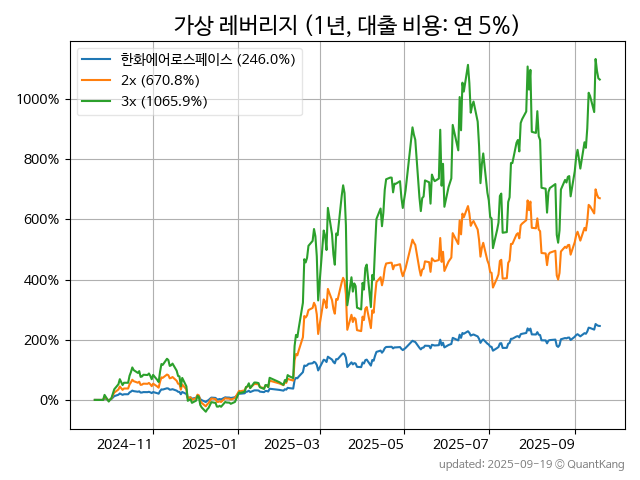 가상 레버리지 (1년, 대출 비용: 연 5%)
한화에어로스페이스 (246.0%)
2x (670.8%)
3x (1065.9%)
1000%
800%
600%
400%
200%
0%
2024-11
2025-01
2025-03
2025-05
2025-07
2025-09
updated: 2025-09-19 © QuantKang